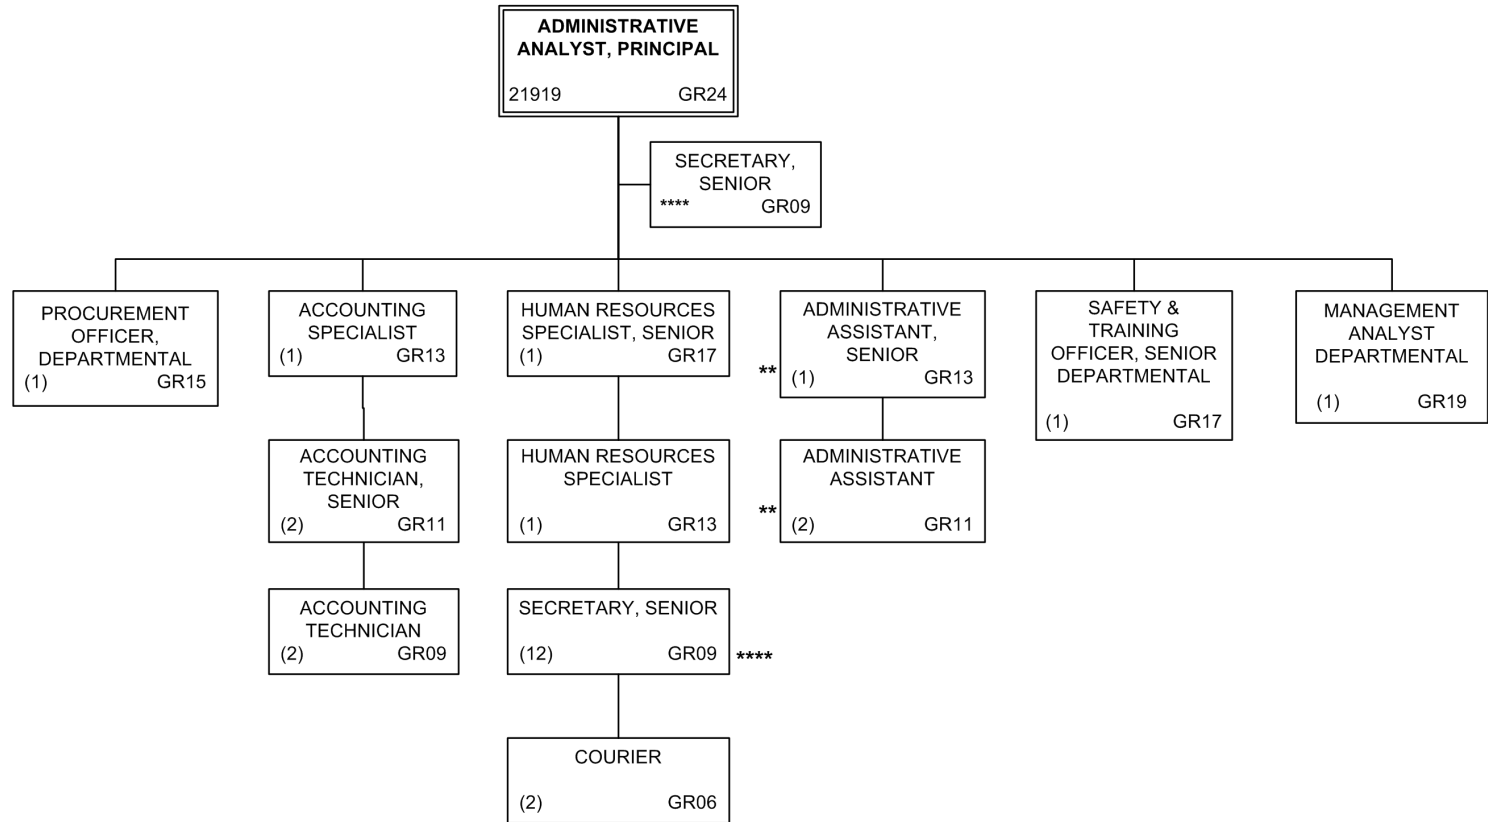 ADMINISTRATIVE
ANALYST, PRINCIPAL
21919 GR24
SECRETARY,
SENIOR
**** GR09
PROCUREMENT
OFFICER,
DEPARTMENTAL
(1) GR15
ACCOUNTING
SPECIALIST
(1) GR13
HUMAN RESOURCES
SPECIALIST, SENIOR
(1) GR17
ADMINISTRATIVE
ASSISTANT,
SENIOR
** (1) GR13
SAFETY &
TRAINING
OFFICER, SENIOR
DEPARTMENTAL
(1) GR17
MANAGEMENT
ANALYST
DEPARTMENTAL
(1) GR19
ACCOUNTING
TECHNICIAN,
SENIOR
(2) GR11
HUMAN RESOURCES
SPECIALIST
(1) GR13
ADMINISTRATIVE
ASSISTANT
** (2) GR11
ACCOUNTING
TECHNICIAN
(2) GR09
SECRETARY, SENIOR
(12) GR09 ****
COURIER
(2) GR06